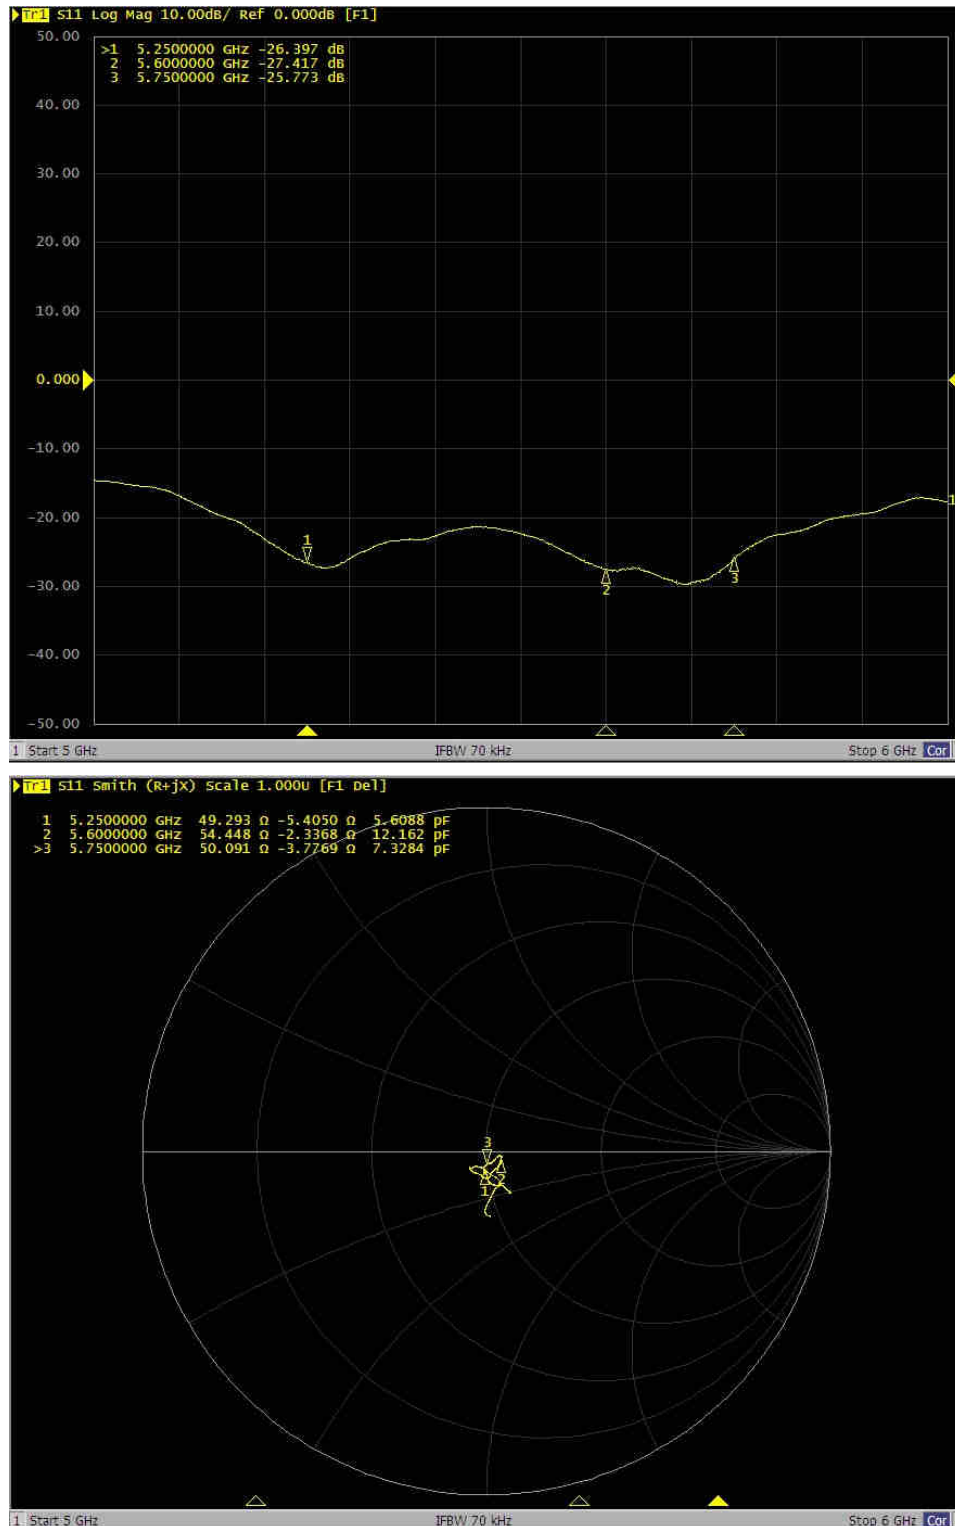 Tr1 S11 Log Mag 10.00dB/ Ref 0.000dB [F1]
50.00
>1 5.2500000 GHz -26.397 dB
2 5.6000000 GHz -27.417 dB
3 5.7500000 GHz -25.773 dB
40.00
30.00
20.00
10.00
0.000
-10.00
-20.00
1
1
2
3
-30.00
-40.00
-50.00
1 Start 5 GHz IFBW 70 kHz Stop 6 GHz Cor
Tr1 S11 Smith (R+jX) Scale 1.000U [F1 Del]
1 5.2500000 GHz 49.293 Ω -5.4050 Ω 5.6088 pF
2 5.6000000 GHz 54.448 Ω -2.3368 Ω 12.162 pF
>3 5.7500000 GHz 50.091 Ω -3.7769 Ω 7.3284 pF
3
2
1
1 Start 5 GHz IFBW 70 kHz Stop 6 GHz Cor